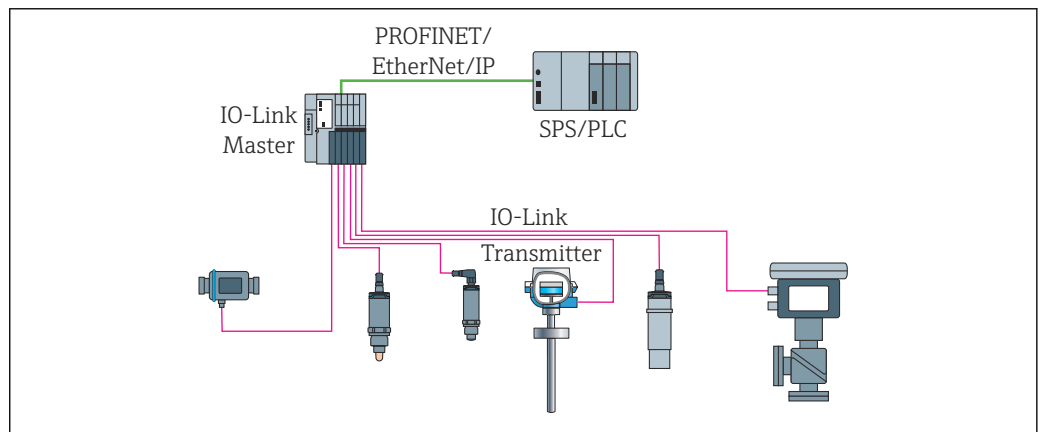 PROFINET/
EtherNet/IP
IO-Link
Master
SPS/PLC
IO-Link
Transmitter